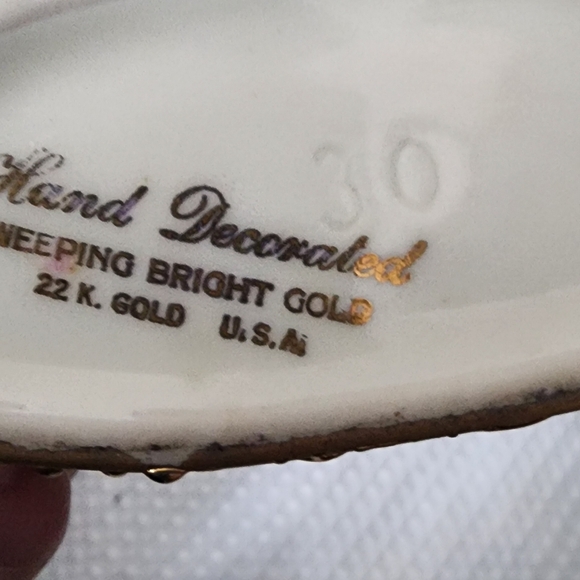 30
Hand Decorated
WEEPING BRIGHT GOLD
22 K. GOLD U.S.A.